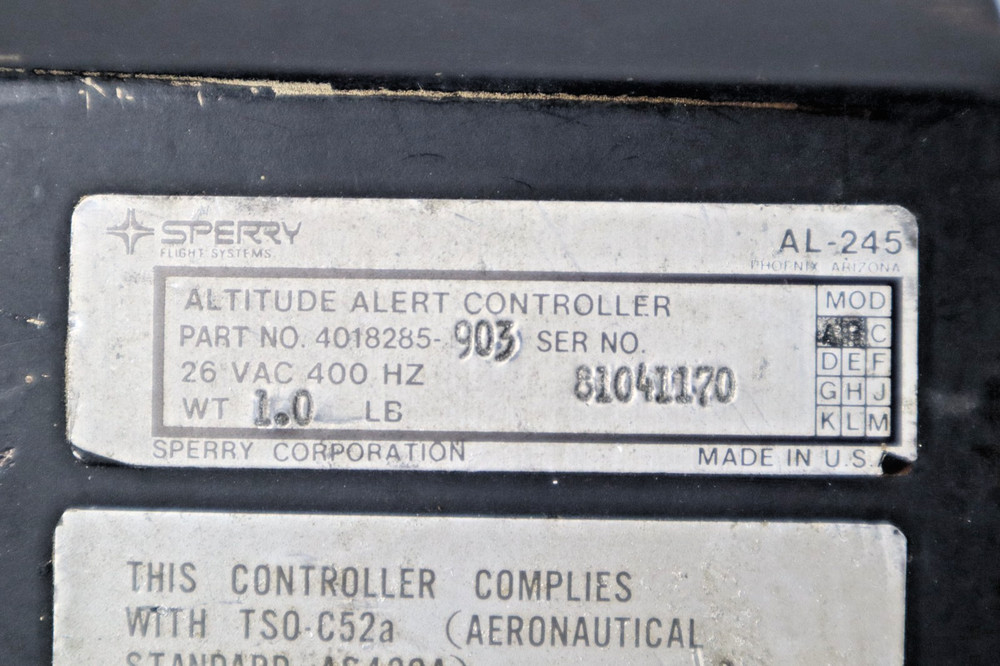 SPERRY
FLIGHT SYSTEMS
AL-245
PHOENIX ARIZONA
ALTITUDE ALERT CONTROLLER
PART NO. 4018285-903 SER NO.
26 VAC 400 HZ
81041170
WT 1.0 LB
MOD
A B C
D E F
G H J
K L M
SPERRY CORPORATION
MADE IN U.S.
THIS CONTROLLER COMPLIES
WITH TSO-C52a (AERONAUTICAL
STANDARD